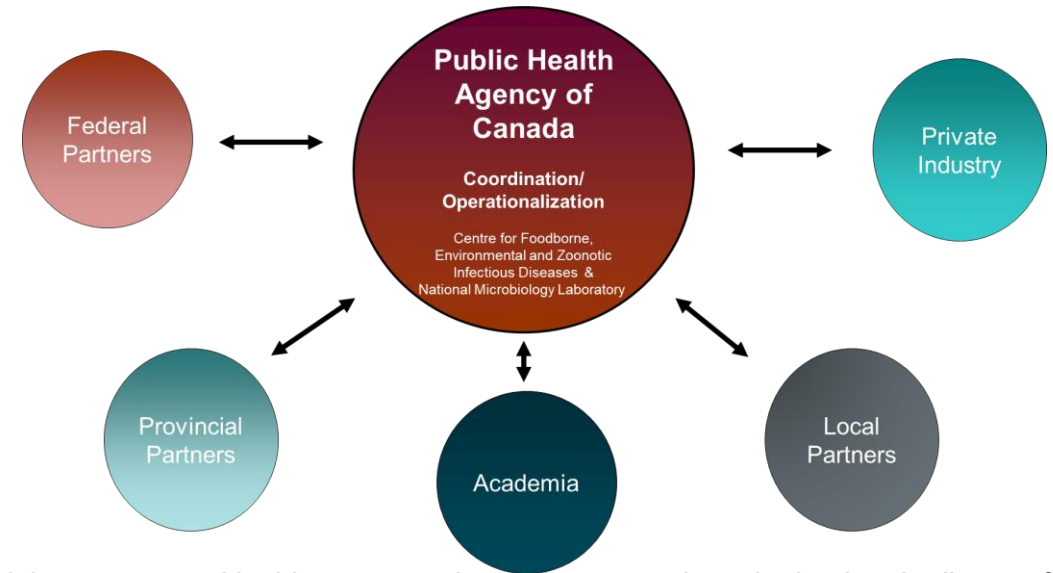 Public Health
Agency of
Canada
Coordination/
Operationalization
Centre for Foodborne,
Environmental and Zoonotic
Infectious Diseases &
National Microbiology Laboratory
Federal
Partners
Private
Industry
Provincial
Partners
Academia
Local
Partners